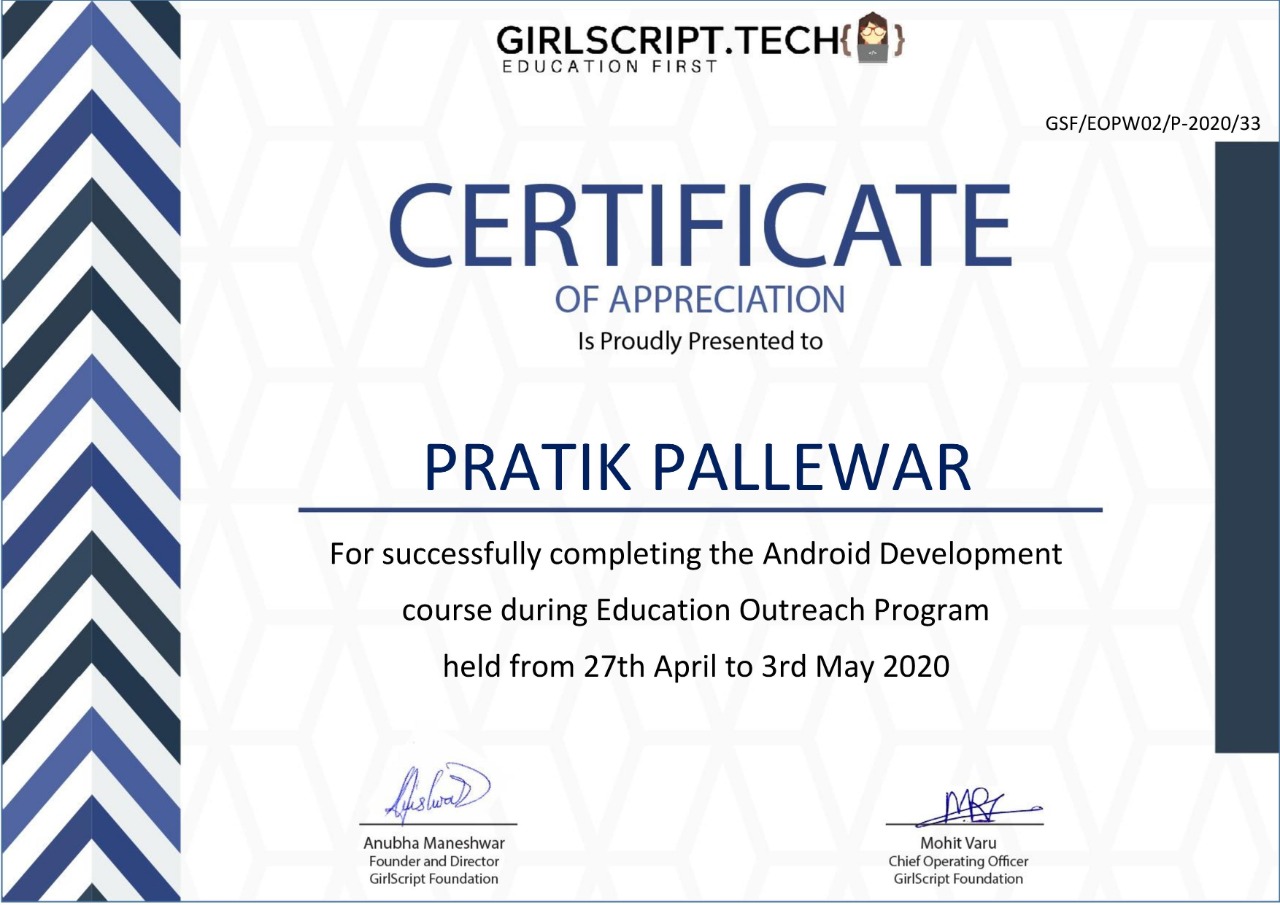 GIRLSCRIPT.TECH{</>}
EDUCATION FIRST
GSF/EOPW02/P-2020/33
CERTIFICATE
OF APPRECIATION
Is Proudly Presented to
PRATIK PALLEWAR
For successfully completing the Android Development
course during Education Outreach Program
held from 27th April to 3rd May 2020
Anubha Maneshwar
Founder and Director
GirlScript Foundation
Mohit Varu
Chief Operating Officer
GirlScript Foundation